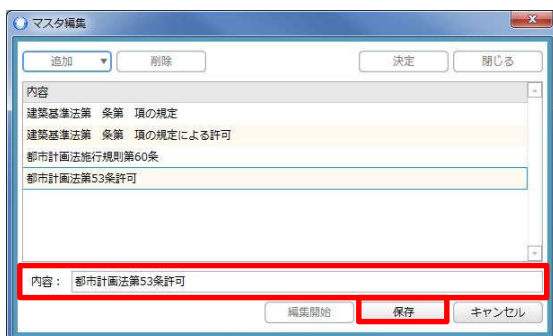 マスタ編集
追加 ▼ 削除 決定 閉じる
内容
建築基準法第　条第　項の規定
建築基準法第　条第　項の規定による許可
都市計画法施行規則第60条
都市計画法第53条許可
内容： 都市計画法第53条許可
編集開始 保存 キャンセル